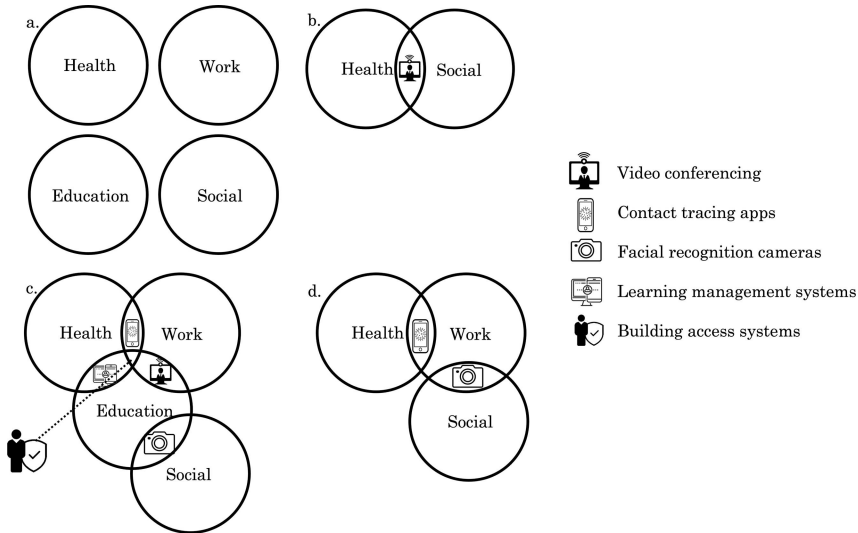 a.
Health
Work
Education
Social
b.
Health
Social
Video conferencing
Contact tracing apps
Facial recognition cameras
Learning management systems
Building access systems
c.
Health
Work
Education
Social
d.
Health
Work
Social